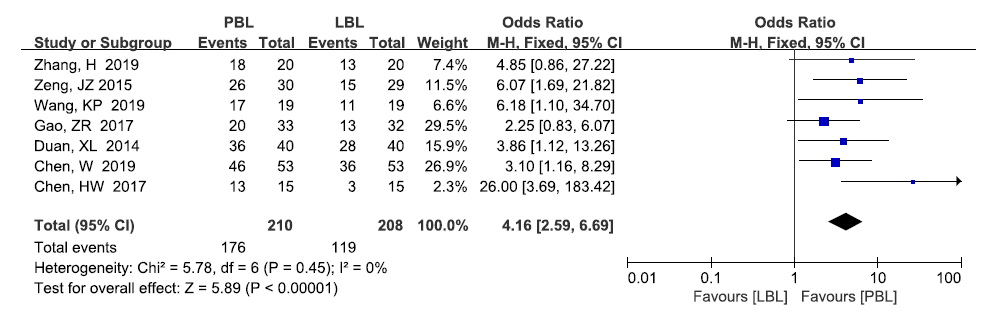 PBL LBL Odds Ratio Odds Ratio
Study or Subgroup Events Total Events Total Weight M-H, Fixed, 95% CI M-H, Fixed, 95% CI
Zhang, H 2019 18 20 13 20 7.4% 4.85 [0.86, 27.22]
Zeng, JZ 2015 26 30 15 29 11.5% 6.07 [1.69, 21.82]
Wang, KP 2019 17 19 11 19 6.6% 6.18 [1.10, 34.70]
Gao, ZR 2017 20 33 13 32 29.5% 2.25 [0.83, 6.07]
Duan, XL 2014 36 40 28 40 15.9% 3.86 [1.12, 13.26]
Chen, W 2019 46 53 36 53 26.9% 3.10 [1.16, 8.29]
Chen, HW 2017 13 15 3 15 2.3% 26.00 [3.69, 183.42]
Total (95% CI) 210 208 100.0% 4.16 [2.59, 6.69]
Total events 176 119
Heterogeneity: Chi² = 5.78, df = 6 (P = 0.45); I² = 0%
Test for overall effect: Z = 5.89 (P < 0.00001)
0.01 0.1 1 10 100
Favours [LBL] Favours [PBL]